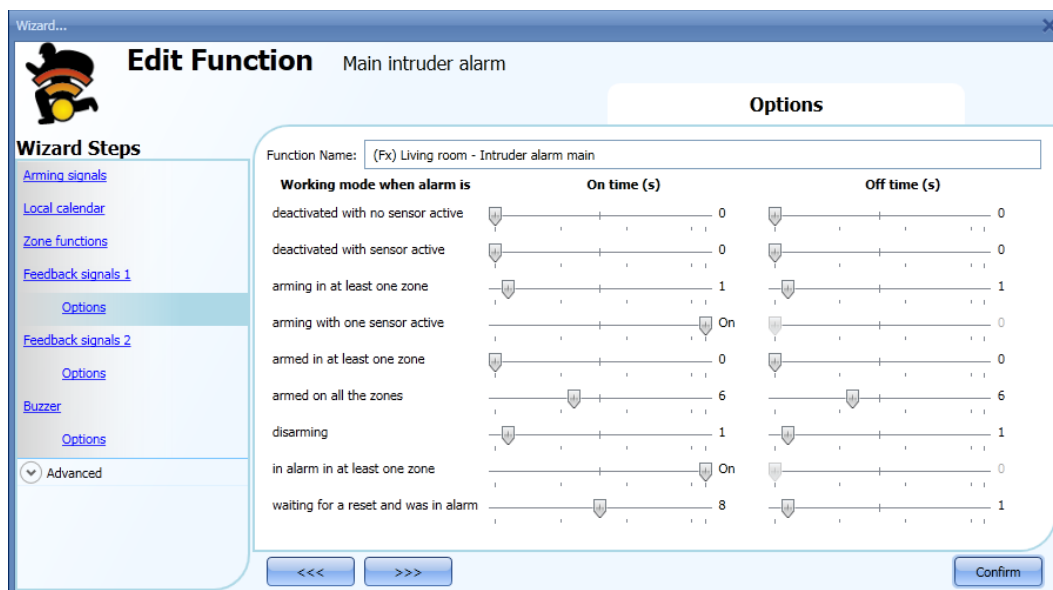 Wizard...
Edit Function Main intruder alarm
Options
Wizard Steps
Arming signals
Local calendar
Zone functions
Feedback signals 1
Options
Feedback signals 2
Options
Buzzer
Options
Advanced
Function Name: (Fx) Living room - Intruder alarm main
Working mode when alarm is On time (s) Off time (s)
deactivated with no sensor active 0 0
deactivated with sensor active 0 0
arming in at least one zone 1 1
arming with one sensor active On 0
armed in at least one zone 0 0
armed on all the zones 6 6
disarming 1 1
in alarm in at least one zone On 0
waiting for a reset and was in alarm 8 1
<<< >>> Confirm